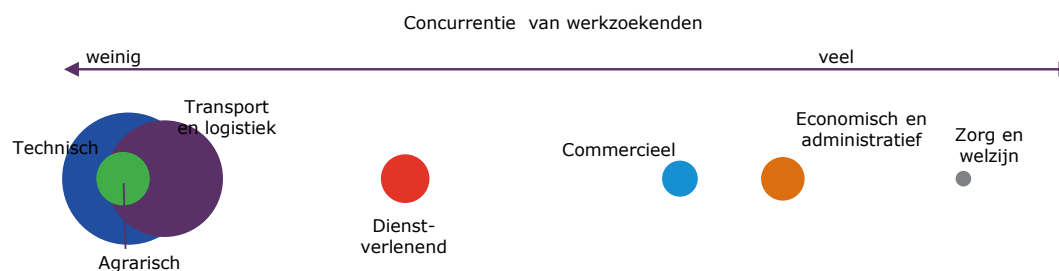 Concurrentie van werkzoekenden
weinig
veel
Technisch
Transport
en logistiek
Agrarisch
Dienst-
verlenend
Commercieel
Economisch en
administratief
Zorg en
welzijn